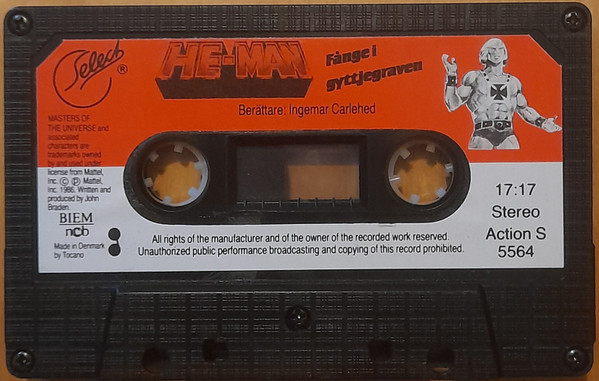 Select ®
HE-MAN
Fånge i
gyttjegraven
Berättare: Ingemar Carlehed
MASTERS OF
THE UNIVERSE and
associated
characters are
trademarks owned
by and used under
license from Mattel,
Inc. © ℗ Mattel,
Inc. 1986. Written and
produced by John
Braden.
BIEM
ncb
Made in Denmark
by Tocano
17:17
Stereo
Action S
5564
All rights of the manufacturer and of the owner of the recorded work reserved.
Unauthorized public performance broadcasting and copying of this record prohibited.